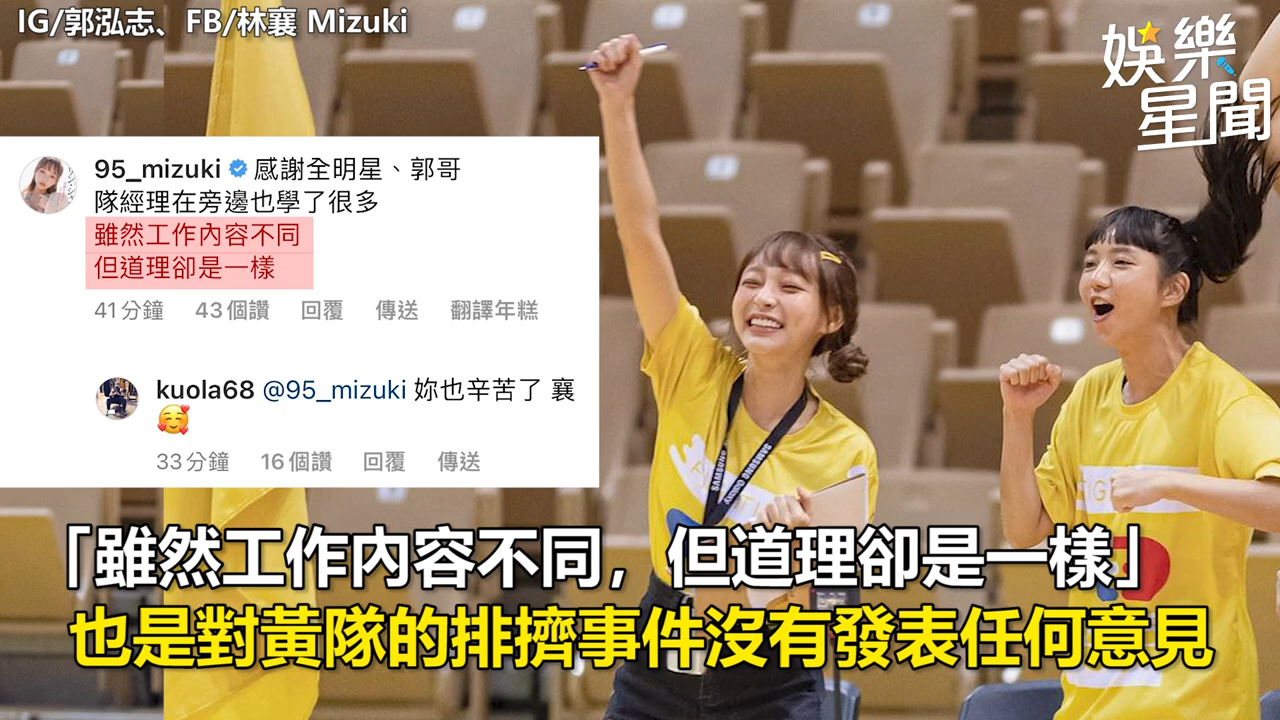 IG/郭泓志、FB/林襄 Mizuki
娛樂
星聞
95_mizuki 感謝全明星、郭哥
隊經理在旁邊也學了很多
雖然工作內容不同
但道理卻是一樣
41分鐘 43個讚 回覆 傳送 翻譯年糕
kuola68 @95_mizuki 妳也辛苦了 襄
🥰
33分鐘 16個讚 回覆 傳送
SAMSUNG
SAMSUNG Galaxy
TIGE
「雖然工作內容不同，但道理卻是一樣」
也是對黃隊的排擠事件沒有發表任何意見